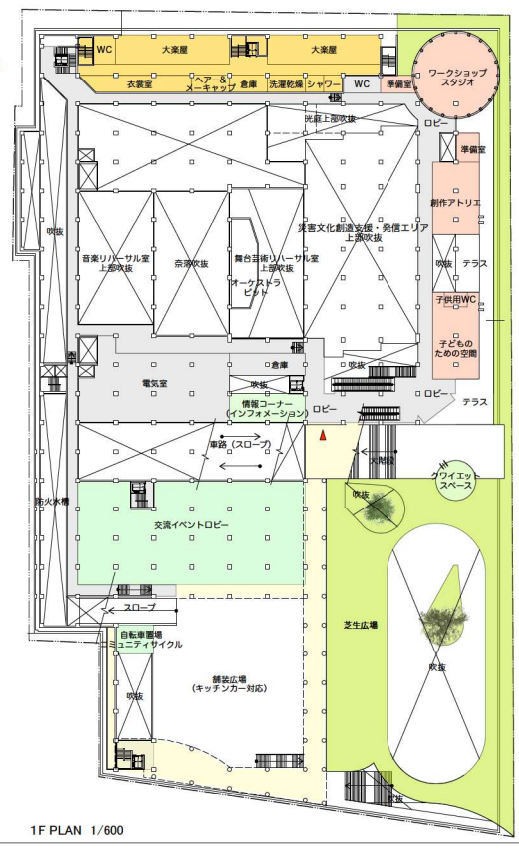 WC
大楽屋
大楽屋
衣裳室
ヘア &
メーキャップ
倉庫
洗濯乾燥
シャワー
WC
準備室
ワークショップ
スタジオ
光庭上部吹抜
ロビー
準備室
創作アトリエ
吹抜
音楽リハーサル室
上部吹抜
奈落吹抜
舞台芸術リハーサル室
上部吹抜
オーケストラ
ピット
災害文化創造支援・発信エリア
上部吹抜
吹抜
テラス
子供用WC
子どもの
ための空間
電気室
倉庫
吹抜
吹抜
情報コーナー
(インフォメーション)
ロビー
ロビー
テラス
車路(スロープ)
大階段
クワイエット
スペース
防火水槽
吹抜
交流イベントロビー
スロープ
自転車置場
コミュニティサイクル
芝生広場
舗装広場
(キッチンカー対応)
吹抜
吹抜
吹抜
1F PLAN 1/600